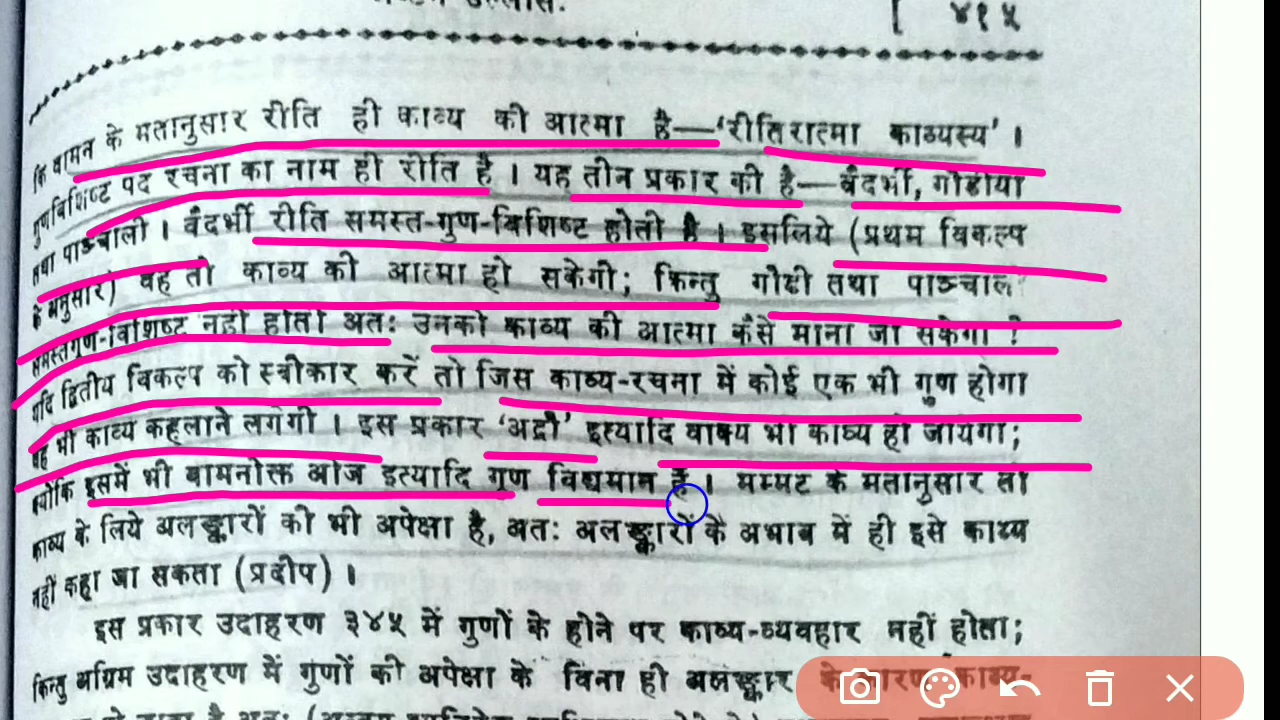 उल्लास.
[ ४१५
कि वामन के मतानुसार रीति ही काव्य की आत्मा है—'रीतिरात्मा काव्यस्य' ।
गुणविशिष्ट पद रचना का नाम ही रीति है । यह तीन प्रकार की है—वैदर्भी, गौडीया
तथा पाञ्चाली । वैदर्भी रीति समस्त-गुण-विशिष्ट होती है । इसलिये (प्रथम विकल्प
के अनुसार) वह तो काव्य की आत्मा हो सकेगी; किन्तु गौडी तथा पाञ्चाल
समस्तगुण-विशिष्ट नहीं होती अतः उनको काव्य की आत्मा कैसे माना जा सकेगा ?
यदि द्वितीय विकल्प को स्वीकार करें तो जिस काव्य-रचना में कोई एक भी गुण होगा
वह भी काव्य कहलाने लगेगी । इस प्रकार 'अद्रौ' इत्यादि वाक्य भी काव्य हो जायगा;
क्योंकि इसमें भी वामनोक्त ओज इत्यादि गुण विद्यमान है । मम्मट के मतानुसार तो
काव्य के लिये अलङ्कारों की भी अपेक्षा है, अतः अलङ्कारों के अभाव में ही इसे काव्य
नहीं कहा जा सकता (प्रदीप) ।
इस प्रकार उदाहरण ३४५ में गुणों के होने पर काव्य-व्यवहार नहीं होता;
किन्तु अग्रिम उदाहरण में गुणों की अपेक्षा के बिना ही अलङ्कार के कारण काव्य-